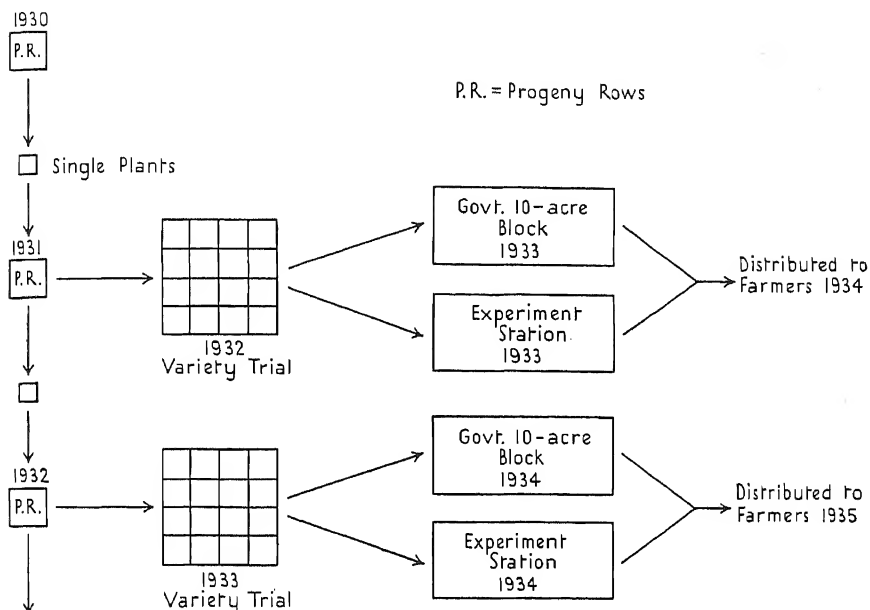 1930
P.R.
P.R. = Progeny Rows
Single Plants
1931
P.R.
1932
Variety Trial
Govt. 10-acre
Block
1933
Experiment
Station
1933
Distributed to
Farmers 1934
1932
P.R.
1933
Variety Trial
Govt. 10-acre
Block
1934
Experiment
Station
1934
Distributed to
Farmers 1935